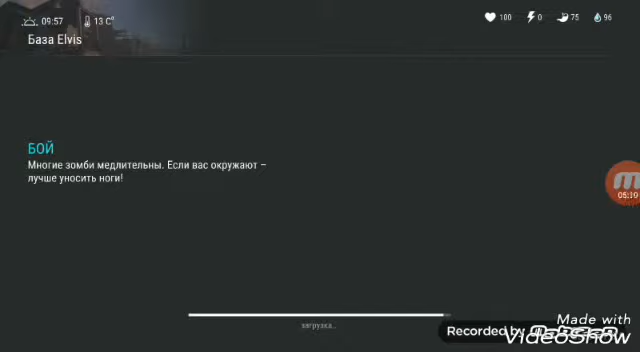 09:57 13 C° 100 0 75 96
База Elvis
БОЙ
Многие зомби медлительны. Если вас окружают –
лучше уносить ноги!
05:10
загрузка...
Made with
Recorded by
VideoShow